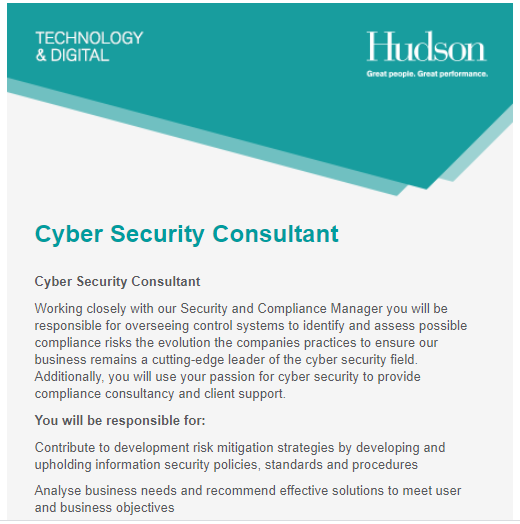 TECHNOLOGY
& DIGITAL
Hudson
Great people. Great performance.
Cyber Security Consultant
Cyber Security Consultant
Working closely with our Security and Compliance Manager you will be
responsible for overseeing control systems to identify and assess possible
compliance risks the evolution the companies practices to ensure our
business remains a cutting-edge leader of the cyber security field.
Additionally, you will use your passion for cyber security to provide
compliance consultancy and client support.
You will be responsible for:
Contribute to development risk mitigation strategies by developing and
upholding information security policies, standards and procedures
Analyse business needs and recommend effective solutions to meet user
and business objectives